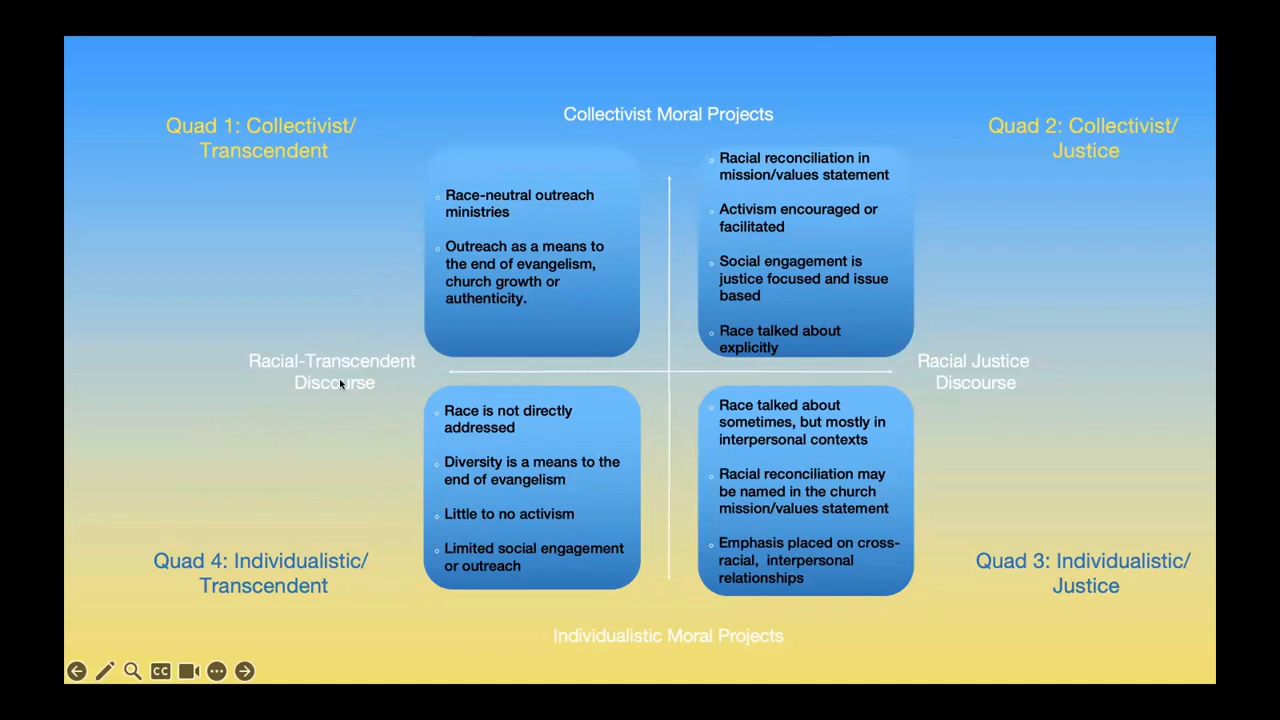 Collectivist Moral Projects
Quad 1: Collectivist/
Transcendent
Quad 2: Collectivist/
Justice
Race-neutral outreach
ministries
Outreach as a means to
the end of evangelism,
church growth or
authenticity.
Racial reconciliation in
mission/values statement
Activism encouraged or
facilitated
Social engagement is
justice focused and issue
based
Race talked about
explicitly
Racial-Transcendent
Discourse
Racial Justice
Discourse
Race is not directly
addressed
Diversity is a means to the
end of evangelism
Little to no activism
Limited social engagement
or outreach
Race talked about
sometimes, but mostly in
interpersonal contexts
Racial reconciliation may
be named in the church
mission/values statement
Emphasis placed on cross-
racial, interpersonal
relationships
Quad 4: Individualistic/
Transcendent
Quad 3: Individualistic/
Justice
Individualistic Moral Projects
CC